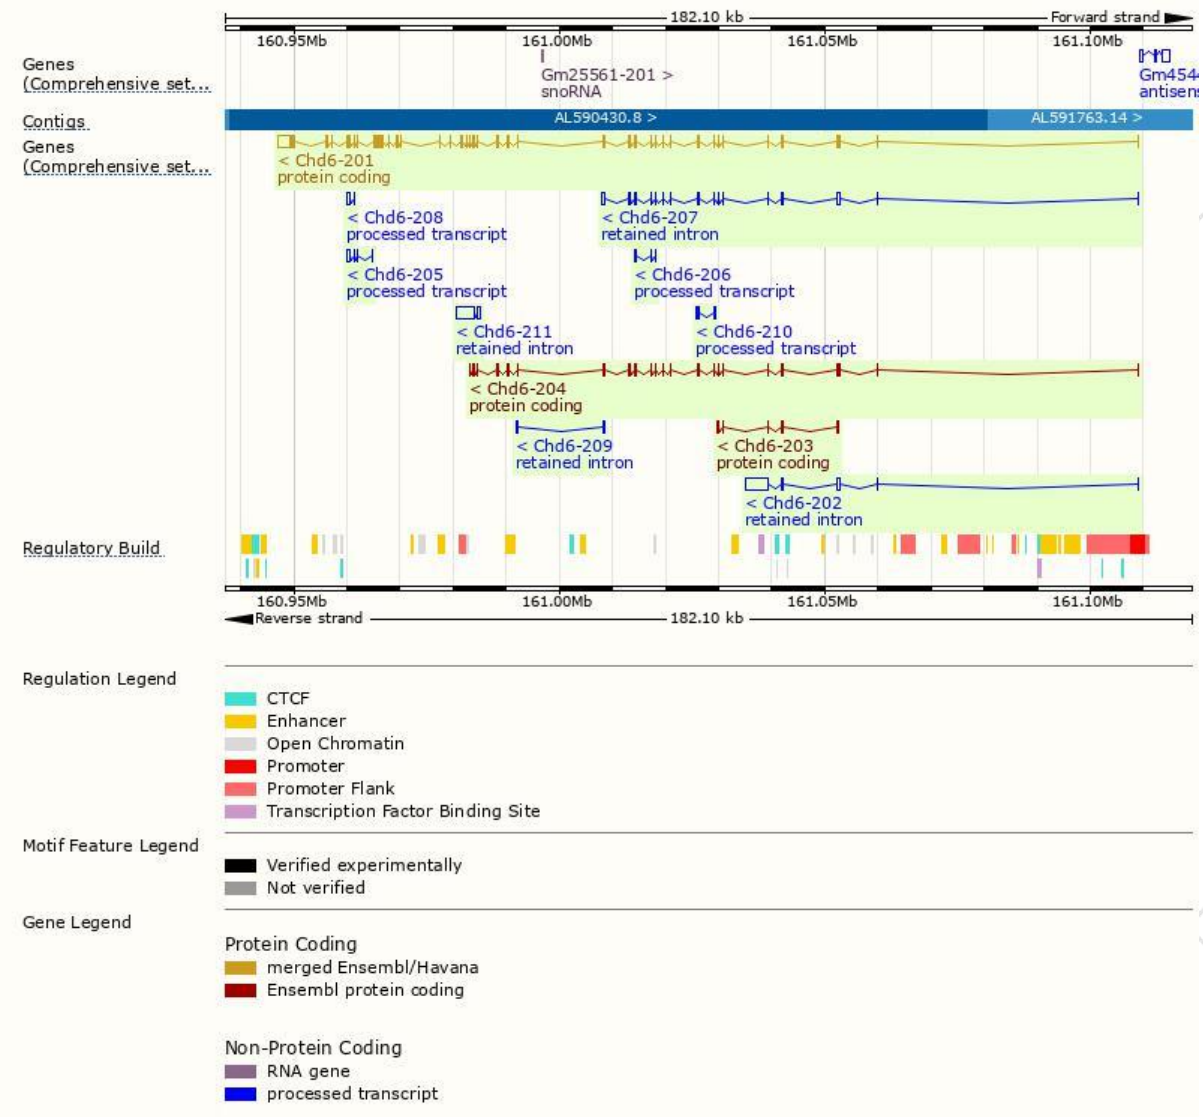 182.10 kb
Forward strand
160.95Mb 161.00Mb 161.05Mb 161.10Mb
Genes
(Comprehensive set...
Gm25561-201 >
snoRNA
Gm454
antisens
Contigs
AL590430.8 >
AL591763.14 >
Genes
(Comprehensive set...
< Chd6-201
protein coding
< Chd6-208
processed transcript
< Chd6-207
retained intron
< Chd6-205
processed transcript
< Chd6-206
processed transcript
< Chd6-211
retained intron
< Chd6-210
processed transcript
< Chd6-204
protein coding
< Chd6-209
retained intron
< Chd6-203
protein coding
< Chd6-202
retained intron
Regulatory Build
160.95Mb 161.00Mb 161.05Mb 161.10Mb
Reverse strand
182.10 kb
Regulation Legend
CTCF
Enhancer
Open Chromatin
Promoter
Promoter Flank
Transcription Factor Binding Site
Motif Feature Legend
Verified experimentally
Not verified
Gene Legend
Protein Coding
merged Ensembl/Havana
Ensembl protein coding
Non-Protein Coding
RNA gene
processed transcript